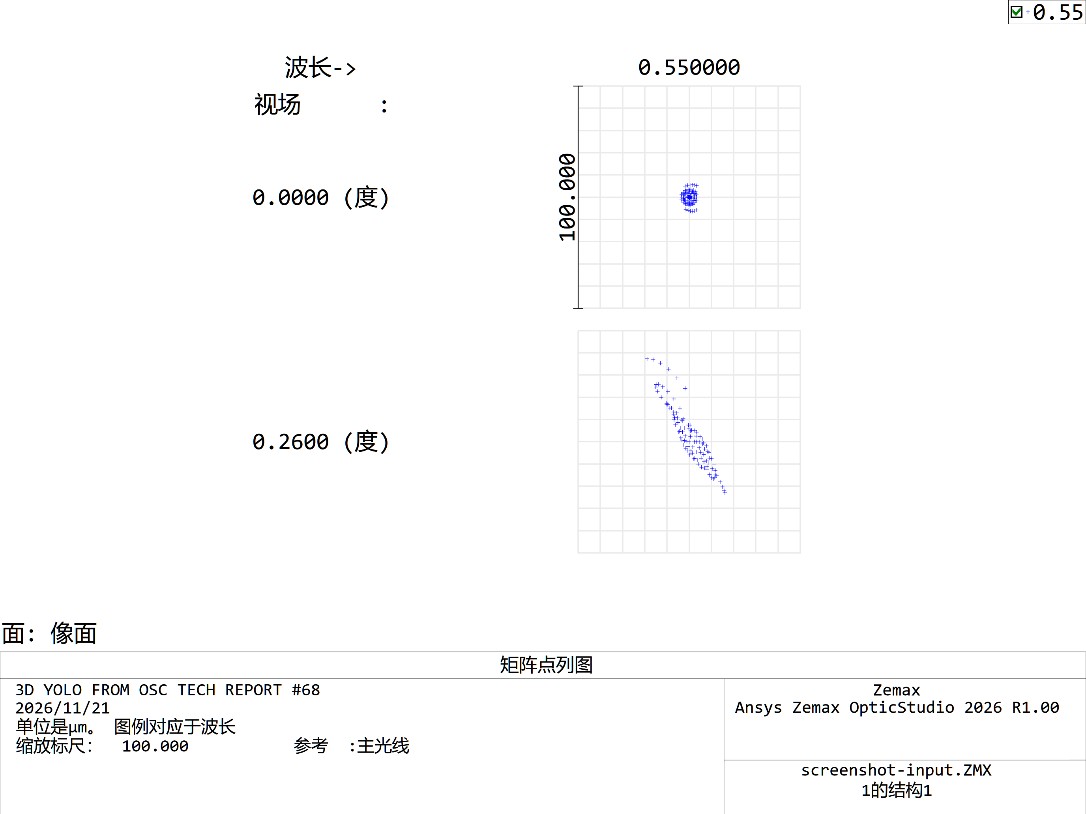 0.55
波长-> 0.550000
视场 :
100.000
0.0000 (度)
0.2600 (度)
面: 像面
矩阵点列图
3D YOLO FROM OSC TECH REPORT #68
2026/11/21
单位是µm。 图例对应于波长
缩放标尺: 100.000 参考 :主光线
Zemax
Ansys Zemax OpticStudio 2026 R1.00
screenshot-input.ZMX
1的结构1